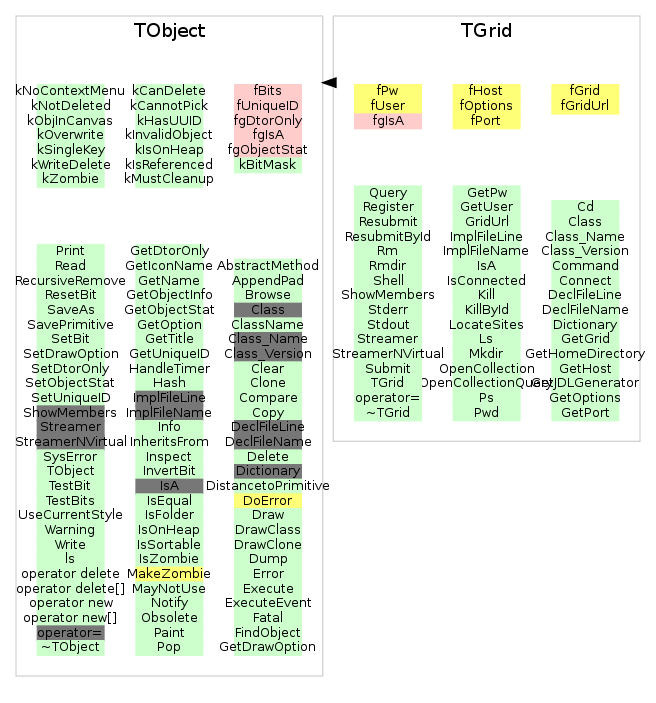 TObject
kNoContextMenu
kNotDeleted
kObjInCanvas
kOverwrite
kSingleKey
kWriteDelete
kZombie
kCanDelete
kCannotPick
kHasUUID
kInvalidObject
kIsOnHeap
kIsReferenced
kMustCleanup
fBits
fUniqueID
fgDtorOnly
fgIsA
fgObjectStat
kBitMask
Print
Read
RecursiveRemove
ResetBit
SaveAs
SavePrimitive
SetBit
SetDrawOption
SetDtorOnly
SetObjectStat
SetUniqueID
ShowMembers
Streamer
StreamerNVirtual
SysError
TObject
TestBit
TestBits
UseCurrentStyle
Warning
Write
ls
operator delete
operator delete[]
operator new
operator new[]
operator=
~TObject
GetDtorOnly
GetIconName
GetName
GetObjectInfo
GetObjectStat
GetOption
GetTitle
GetUniqueID
HandleTimer
Hash
ImplFileLine
ImplFileName
Info
InheritsFrom
Inspect
InvertBit
IsA
IsEqual
IsFolder
IsOnHeap
IsSortable
IsZombie
MakeZombie
MayNotUse
Notify
Obsolete
Paint
Pop
AbstractMethod
AppendPad
Browse
Class
ClassName
Class_Name
Class_Version
Clear
Clone
Compare
Copy
DeclFileLine
DeclFileName
Delete
Dictionary
DistancetoPrimitive
DoError
Draw
DrawClass
DrawClone
Dump
Error
Execute
ExecuteEvent
Fatal
FindObject
GetDrawOption
TGrid
fPw
fUser
fgIsA
fHost
fOptions
fPort
fGrid
fGridUrl
Query
Register
Resubmit
ResubmitById
Rm
Rmdir
Shell
ShowMembers
Stderr
Stdout
Streamer
StreamerNVirtual
Submit
TGrid
operator=
~TGrid
GetPw
GetUser
GridUrl
ImplFileLine
ImplFileName
IsA
IsConnected
Kill
KillById
LocateSites
Ls
Mkdir
OpenCollection
OpenCollectionQuery
Ps
Pwd
Cd
Class
Class_Name
Class_Version
Command
Connect
DeclFileLine
DeclFileName
Dictionary
GetGrid
GetHomeDirectory
GetHost
GetJDLGenerator
GetOptions
GetPort